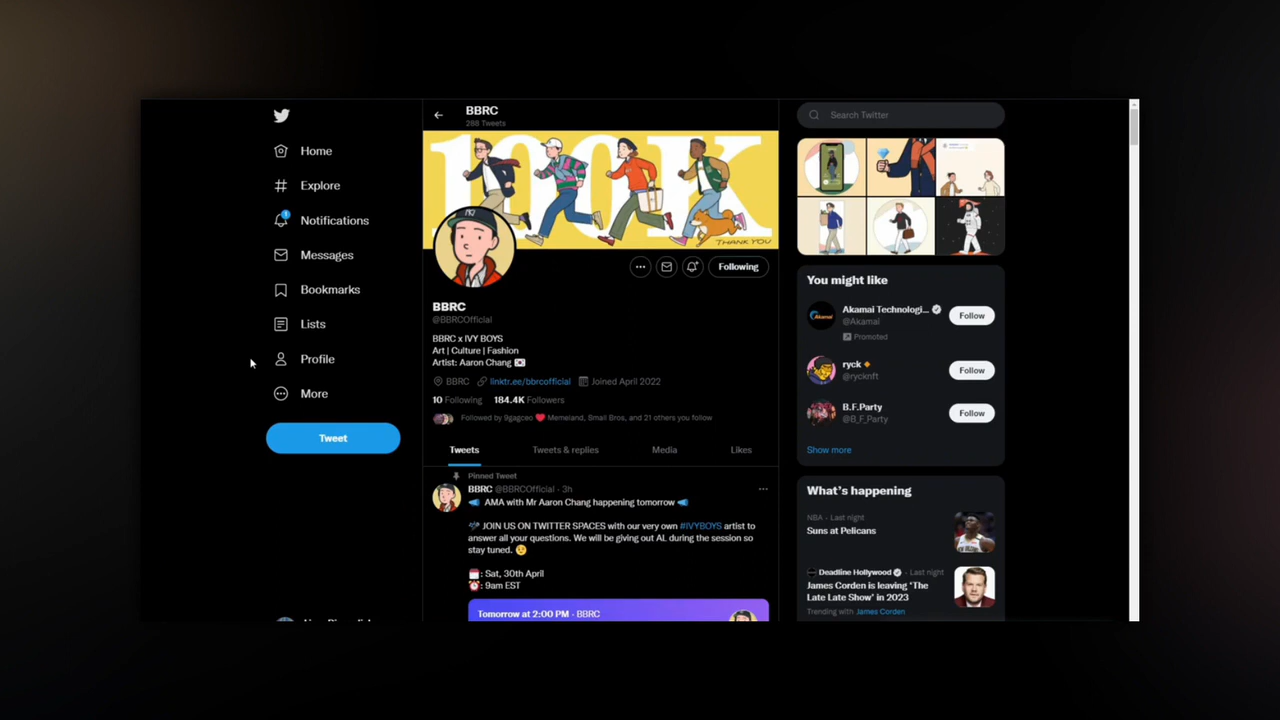 Home
Explore
1
Notifications
Messages
Bookmarks
Lists
Profile
More
Tweet
BBRC
288 Tweets
100K
THANK YOU
Following
BBRC
@BBRCOfficial
BBRC x IVY BOYS
Art | Culture | Fashion
Artist: Aaron Chang
BBRC linktr.ee/bbrcofficial Joined April 2022
10 Following 184.4K Followers
Followed by 9gagceo ❤️ Memeland, Small Bros, and 21 others you follow
Tweets Tweets & replies Media Likes
Pinned Tweet
BBRC @BBRCOfficial · 3h
AMA with Mr Aaron Chang happening tomorrow
JOIN US ON TWITTER SPACES with our very own #IVYBOYS artist to
answer all your questions. We will be giving out AL during the session so
stay tuned.
: Sat, 30th April
: 9am EST
Tomorrow at 2:00 PM · BBRC
Search Twitter
You might like
Akamai Technologi...
@Akamai
Promoted
Follow
ryck
@rycknft
Follow
B.F.Party
@B_F_Party
Follow
Show more
What's happening
NBA · Last night
Suns at Pelicans
Deadline Hollywood · Last night
James Corden is leaving 'The
Late Late Show' in 2023
Trending with James Corden